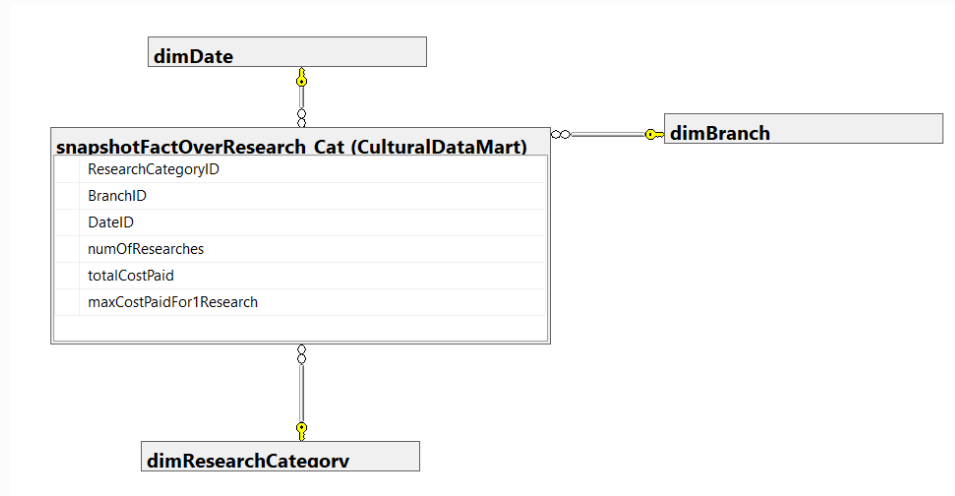 dimDate
dimBranch
snapshotFactOverResearch_Cat (CulturalDataMart)
ResearchCategoryID
BranchID
DateID
numOfResearches
totalCostPaid
maxCostPaidFor1Research
dimResearchCategory